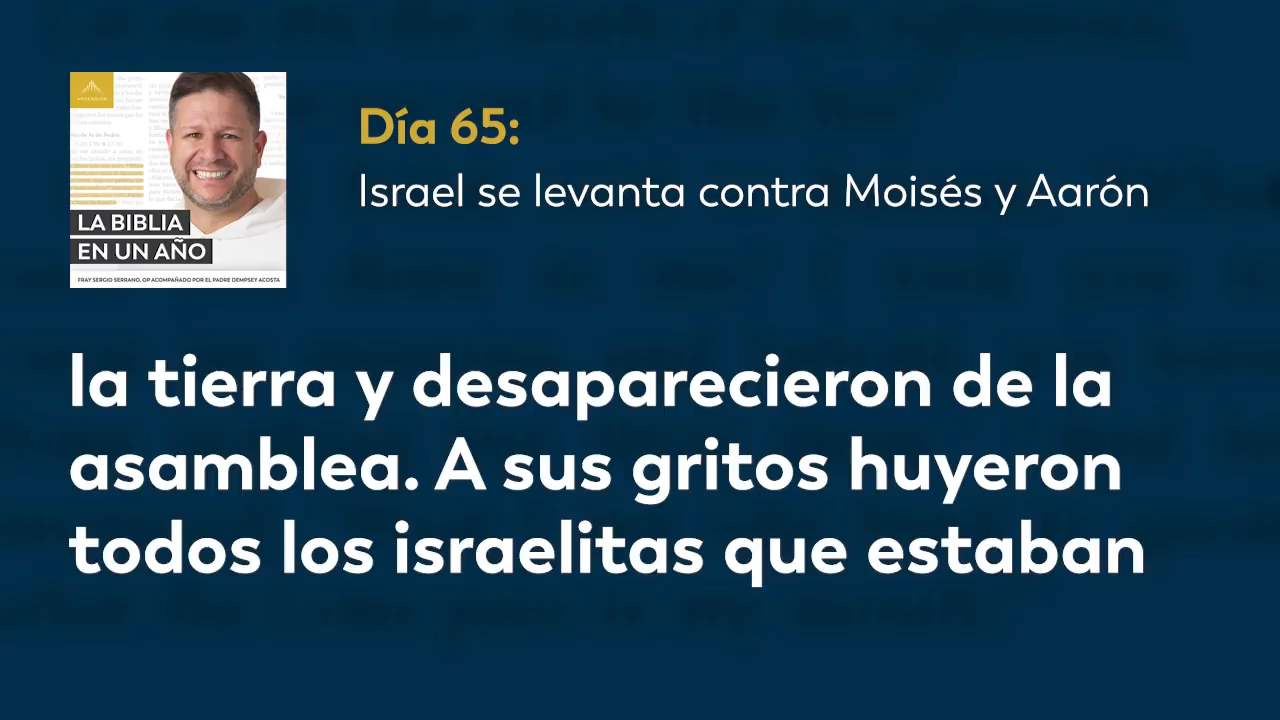 Día 65:
Israel se levanta contra Moisés y Aarón
LA BIBLIA
EN UN AÑO
FRAY SERGIO SERRANO, OP ACOMPAÑADO POR EL PADRE DEMPSEY ACOSTA
la tierra y desaparecieron de la
asamblea. A sus gritos huyeron
todos los israelitas que estaban